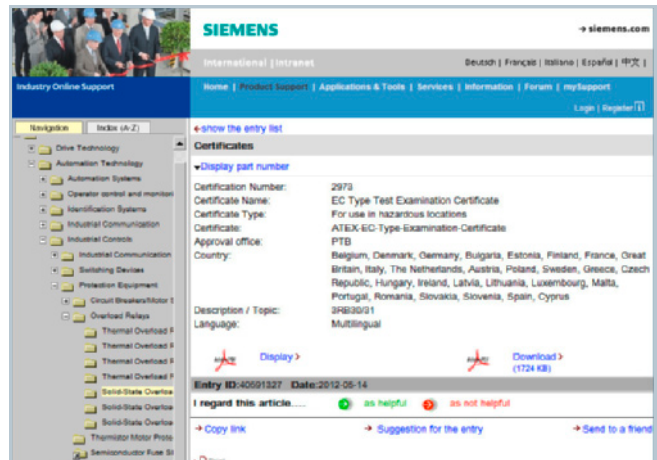 SIEMENS
→ siemens.com
International | Intranet
Deutsch | Français | Italiano | Español | 中文 |
Industry Online Support
Home | Product Support | Applications & Tools | Services | Information | Forum | mySupport
Login | Register
Navigation
Index (A-Z)
Drive Technology
Automation Technology
Automation Systems
Operator control and monitori
Identification Systems
Industrial Communication
Industrial Controls
Industrial Communication
Switching Devices
Protection Equipment
Circuit Breakers/Motor S
Overload Relays
Thermal Overload R
Thermal Overload R
Thermal Overload R
Thermal Overload R
Solid-State Overloa
Solid-State Overloa
Solid-State Overloa
Thermistor Motor Prote
Semiconductor Fuse Si
←show the entry list
Certificates
▾Display part number
Certification Number: 2973
Certificate Name: EC Type Test Examination Certificate
Certificate Type: For use in hazardous locations
Certificate: ATEX-EC-Type-Examination-Certificate
Approval office: PTB
Country: Belgium, Denmark, Germany, Bulgaria, Estonia, Finland, France, Great
Britain, Italy, The Netherlands, Austria, Poland, Sweden, Greece, Czech
Republic, Hungary, Ireland, Latvia, Lithuania, Luxembourg, Malta,
Portugal, Romania, Slovakia, Slovenia, Spain, Cyprus
Description / Topic: 3RB30/31
Language: Multilingual
Display >
Download >
(1724 KB)
Entry ID:40591327 Date:2012-05-14
I regard this article.....
as helpful
as not helpful
→ Copy link
→ Suggestion for the entry
→ Send to a friend